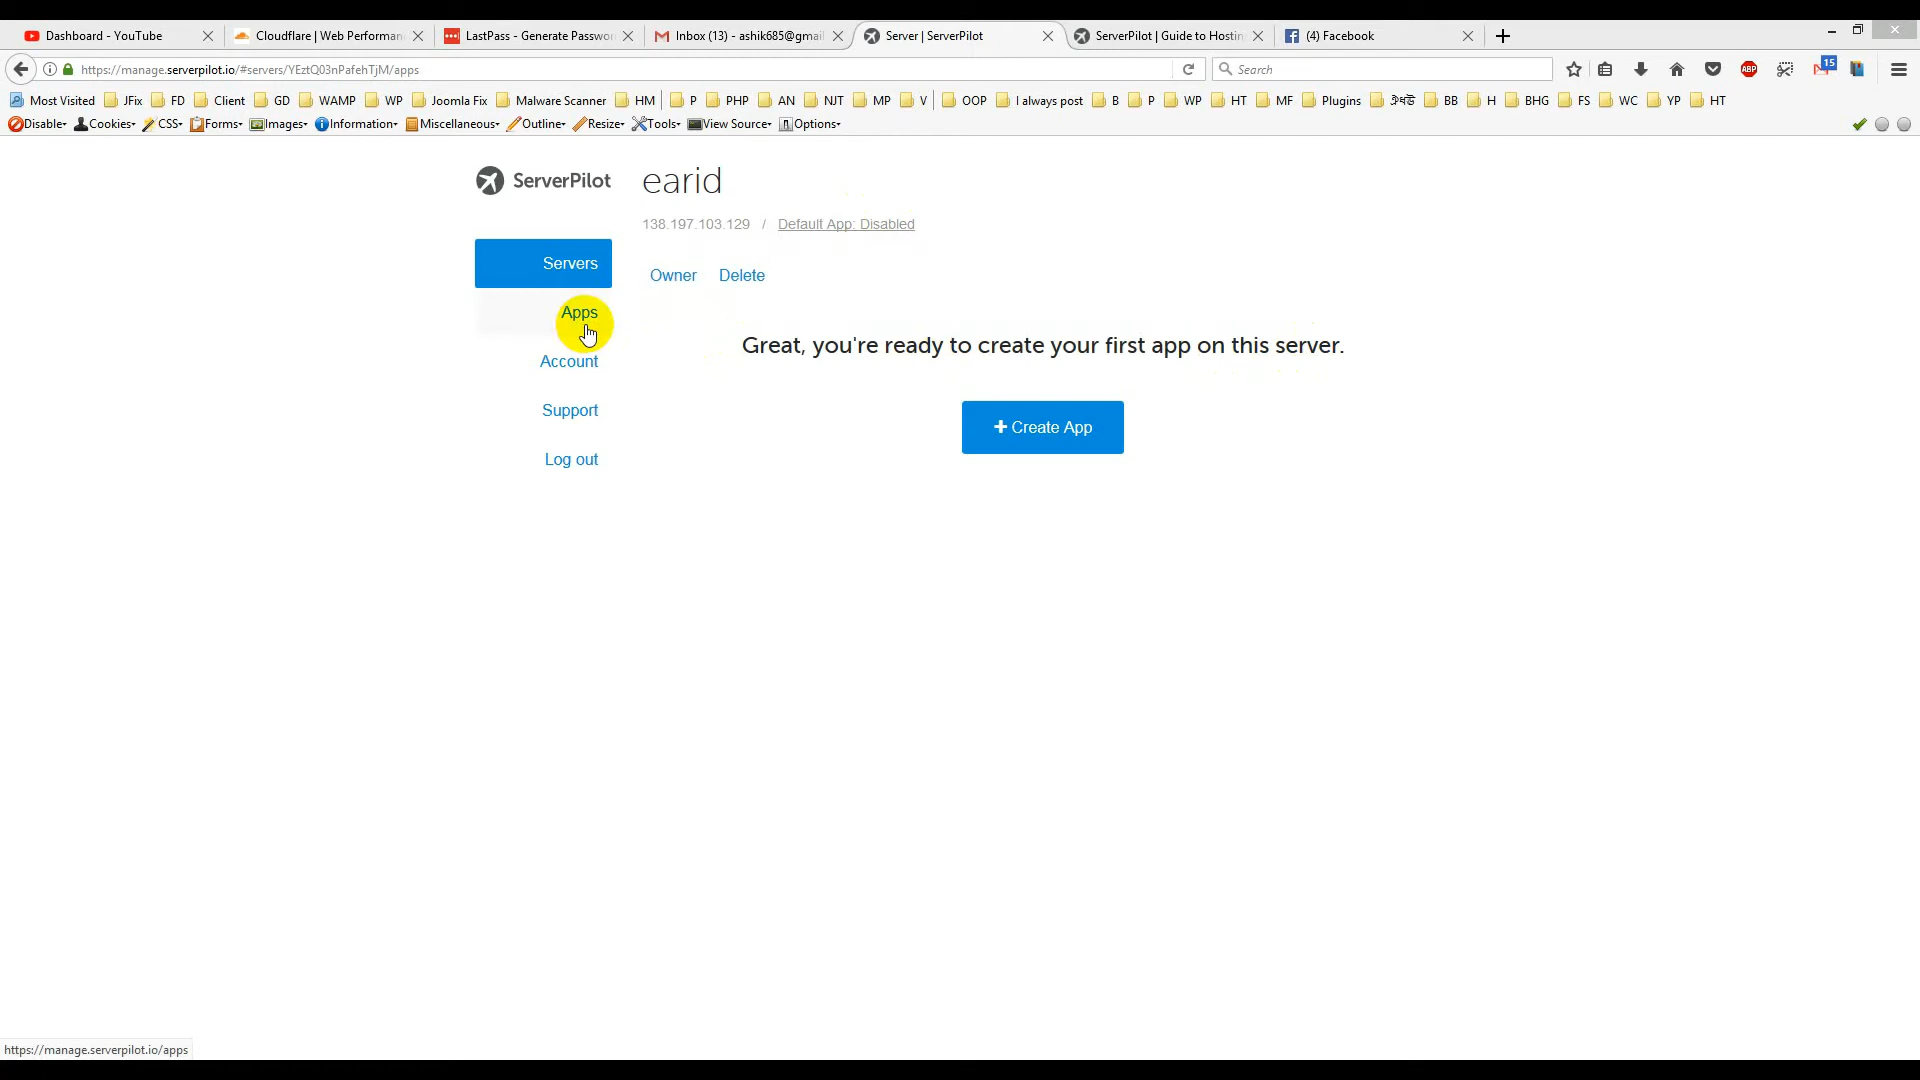 Dashboard - YouTube
Cloudflare | Web Performan
LastPass - Generate Passwo
Inbox (13) - ashik685@gmail
Server | ServerPilot
ServerPilot | Guide to Hosting
(4) Facebook
https://manage.serverpilot.io/#servers/YEztQ03nPafehTjM/apps
Search
15
ABP
Most Visited JFix FD Client GD WAMP WP Joomla Fix Malware Scanner HM P PHP AN NJT MP V OOP I always post B P WP HT MF Plugins ঐধউ BB H BHG FS WC YP HT
Disable Cookies CSS Forms Images Information Miscellaneous Outline Resize Tools View Source Options
ServerPilot
earid
138.197.103.129 / Default App: Disabled
Servers
Owner Delete
Apps
Great, you're ready to create your first app on this server.
Account
Support
+ Create App
Log out
https://manage.serverpilot.io/apps